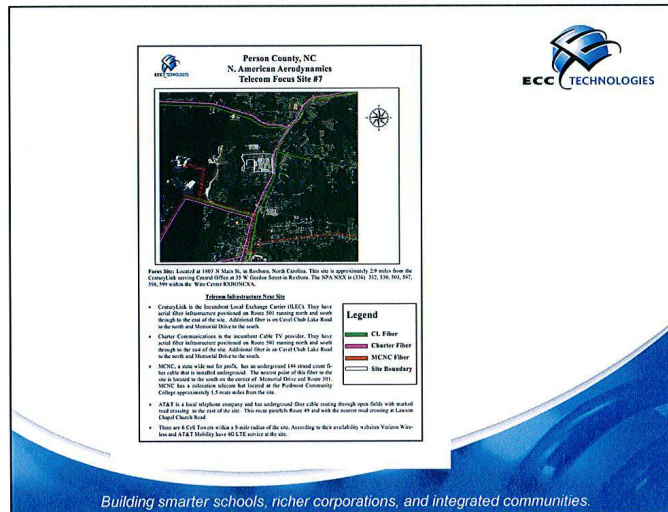 Person County, NC
N. American Aerodynamics
Telecom Focus Site #7
ECC TECHNOLOGIES
Focus Site: Located at 1803 N Main St, in Roxboro, North Carolina. This site is approximately 2.9 miles from the
CenturyLink serving Central Office at 35 W Gordon Street in Roxboro. The NPA NXX is (336) 332, 330, 503, 597,
598, 599 within the Wire Center RXBONCXA.
Telecom Infrastructure Near Site
• CenturyLink is the Incumbent Local Exchange Carrier (ILEC). They have
aerial fiber infrastructure positioned on Route 501 running north and south
through to the east of the site. Additional fiber is on Cavel Chub Lake Road
to the north and Memorial Drive to the south.
• Charter Communications is the incumbent Cable TV provider. They have
aerial fiber infrastructure positioned on Route 501 running north and south
through to the east of the site. Additional fiber is on Cavel Chub Lake Road
to the north and Memorial Drive to the south.
• MCNC, a state wide not for profit, has an underground 144 strand count fi-
ber cable that is installed underground. The nearest point of this fiber to the
site is located to the south on the corner of Memorial Drive and Route 501.
MCNC has a colocation telecom hut located at the Piedmont Community
College approximately 1.5 route miles from the site.
• AT&T is a local telephone company and has underground fiber cable routing through open fields with marked
road crossing to the east of the site. This route parallels Route 49 and with the nearest road crossing at Lawson
Chapel Church Road.
• There are 6 Cell Towers within a 5-mile radius of the site. According to their availability websites Verizon Wire-
less and AT&T Mobility have 4G LTE service at the site.
Legend
CL Fiber
Charter Fiber
MCNC Fiber
Site Boundary
Building smarter schools, richer corporations, and integrated communities.